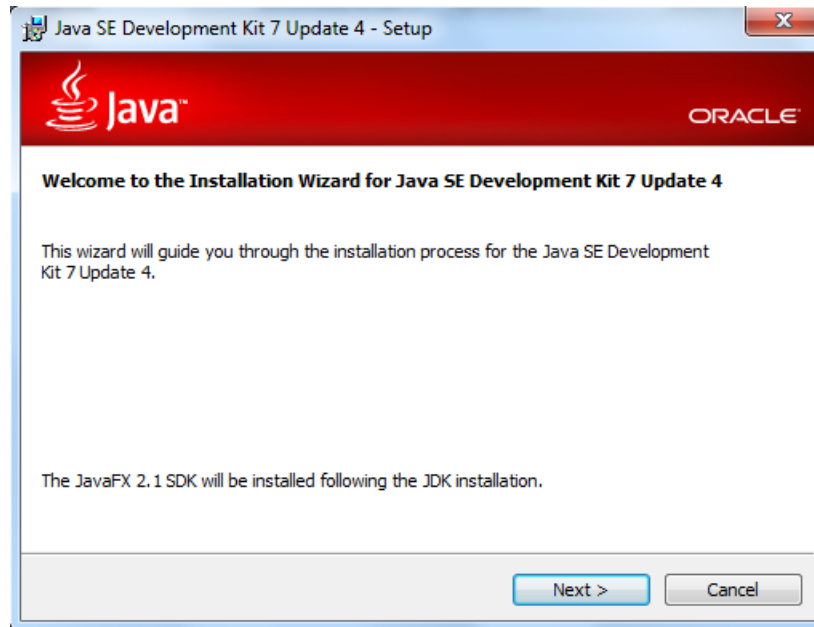 Java SE Development Kit 7 Update 4 - Setup
Java™
ORACLE®
Welcome to the Installation Wizard for Java SE Development Kit 7 Update 4
This wizard will guide you through the installation process for the Java SE Development
Kit 7 Update 4.
The JavaFX 2.1 SDK will be installed following the JDK installation.
Next >
Cancel